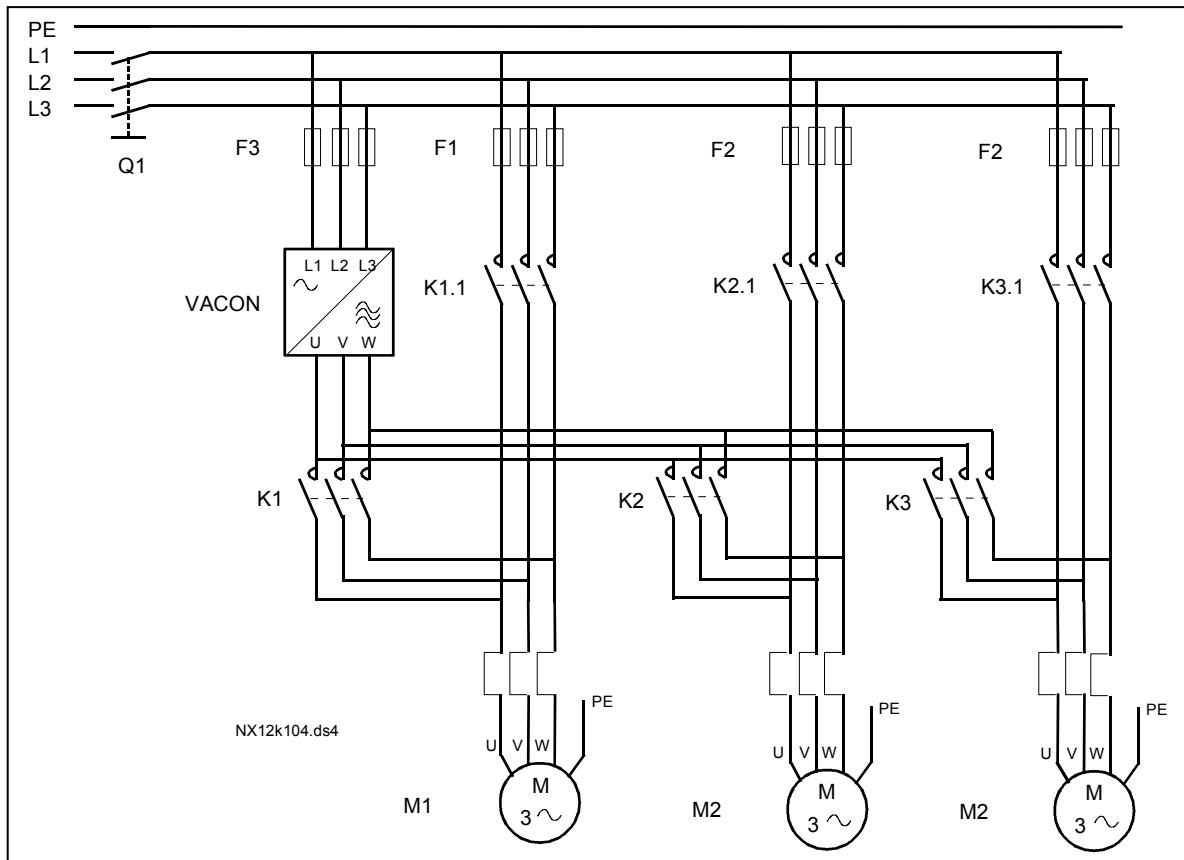 PE
L1
L2
L3
Q1
F3
F1
F2
F2
L1 L2 L3
VACON
U V W
K1.1
K2.1
K3.1
K1
K2
K3
NX12k104.ds4
PE
PE
PE
U V W
U V W
U V W
M1
M
3
M2
M
3
M2
M
3